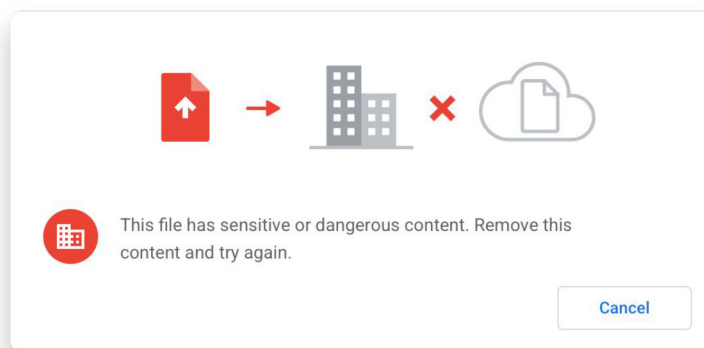 This file has sensitive or dangerous content. Remove this
content and try again.
Cancel